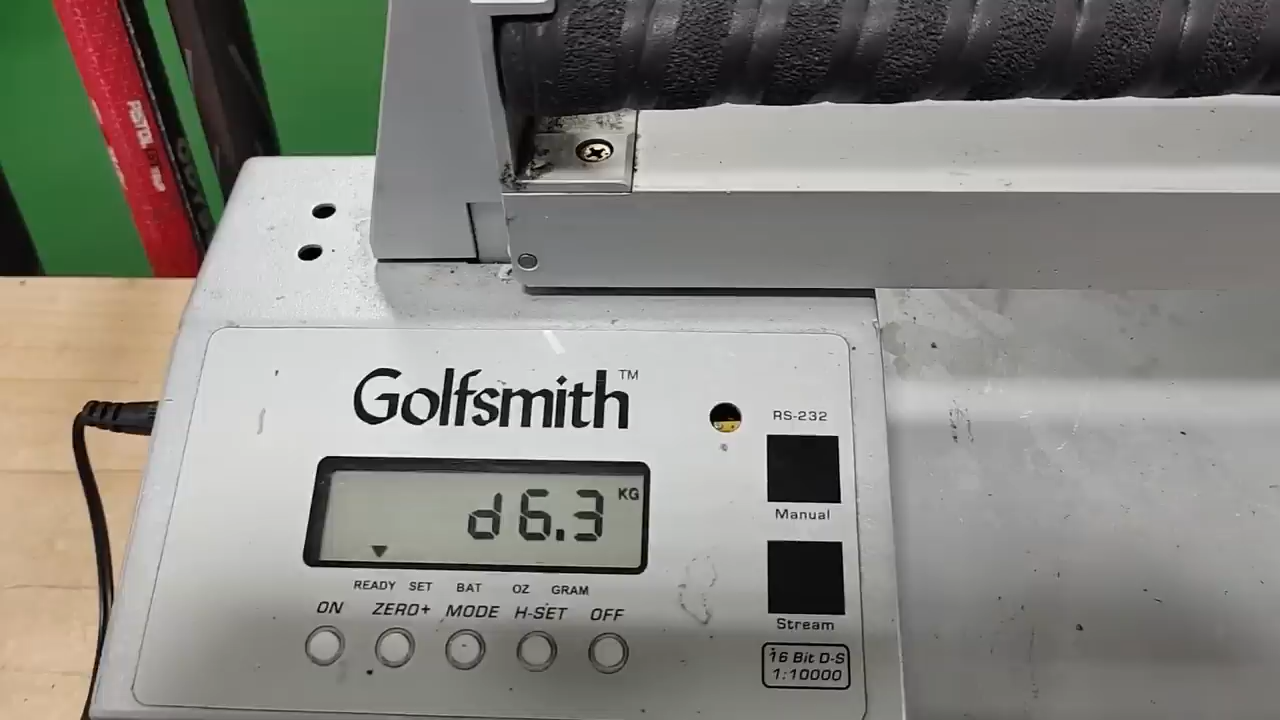 Golfsmith™
RS-232
Manual
Stream
16 Bit D-S
1:10000
d6.3 KG
READY SET BAT OZ GRAM
ON ZERO+ MODE H-SET OFF